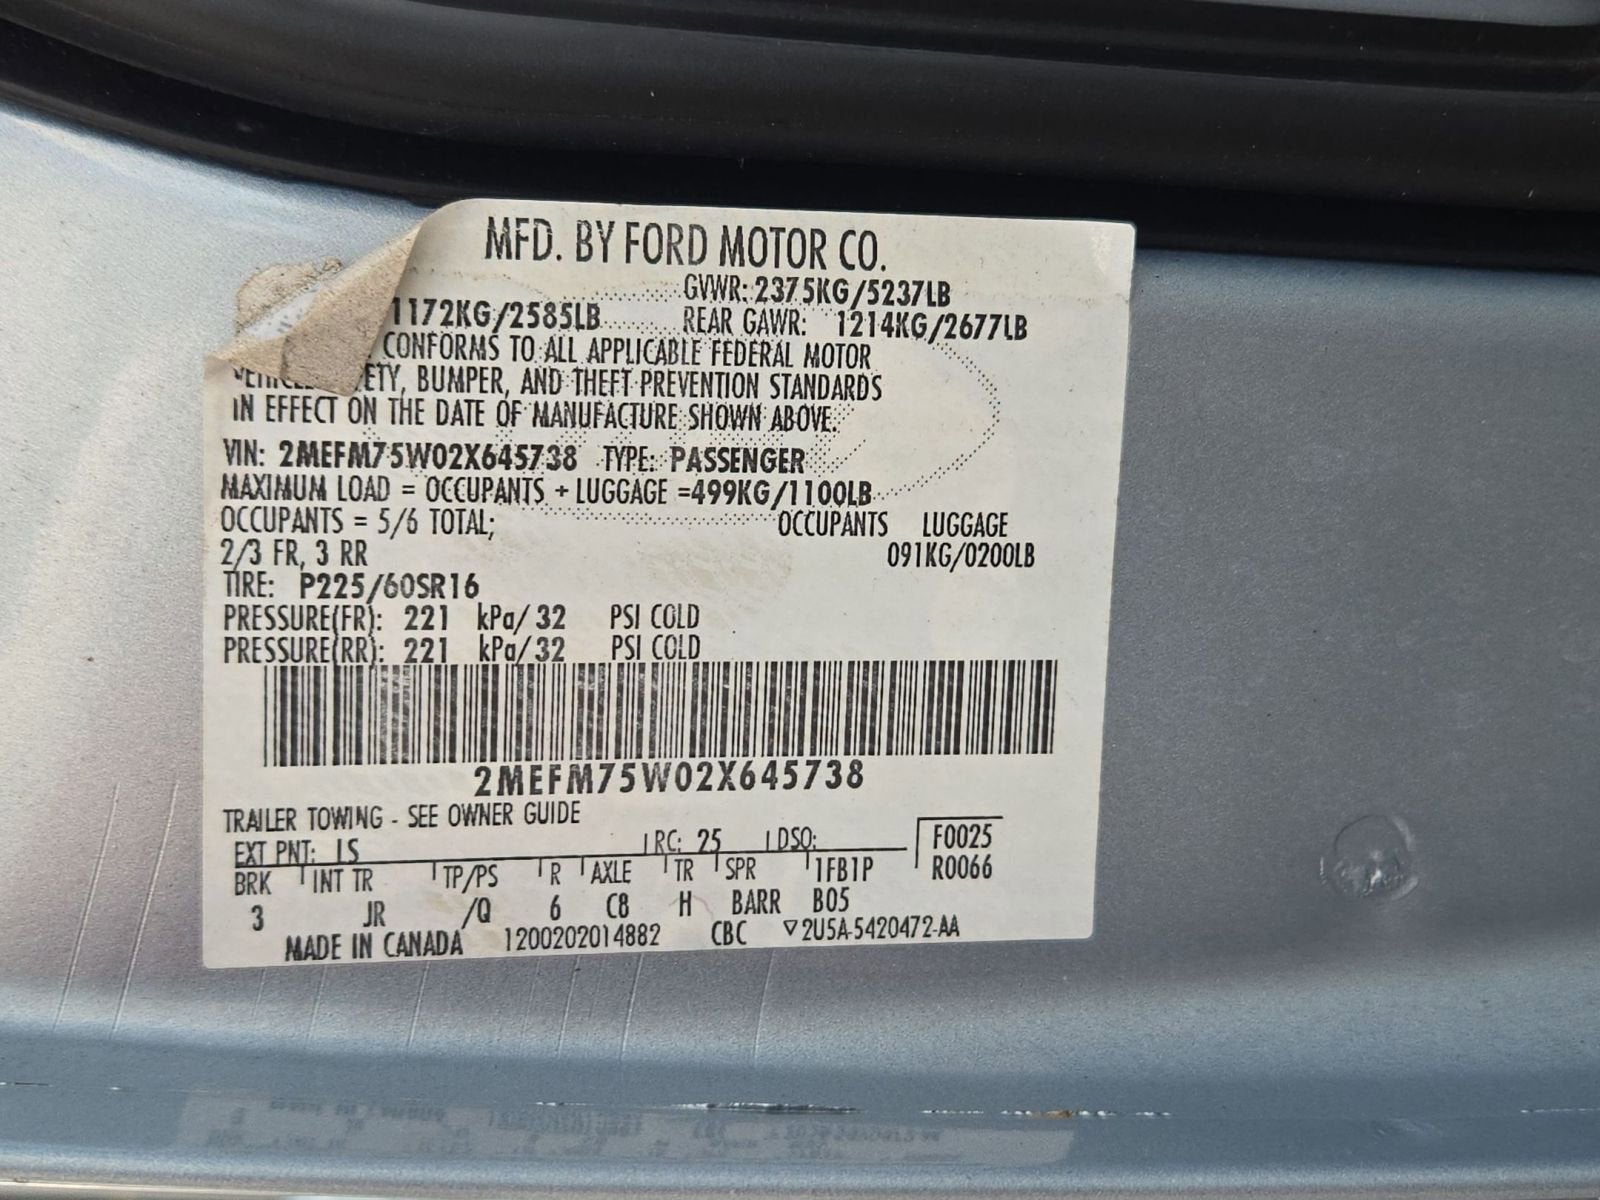 MFD. BY FORD MOTOR CO.
GVWR: 2375KG/5237LB
1172KG/2585LB REAR GAWR: 1214KG/2677LB
CONFORMS TO ALL APPLICABLE FEDERAL MOTOR
ETY, BUMPER, AND THEFT PREVENTION STANDARDS
IN EFFECT ON THE DATE OF MANUFACTURE SHOWN ABOVE.
VIN: 2MEFM75W02X645738 TYPE: PASSENGER
MAXIMUM LOAD = OCCUPANTS + LUGGAGE =499KG/1100LB
OCCUPANTS = 5/6 TOTAL; OCCUPANTS LUGGAGE
2/3 FR, 3 RR 091KG/0200LB
TIRE: P225/60SR16
PRESSURE(FR): 221 kPa/ 32 PSI COLD
PRESSURE(RR): 221 kPa/ 32 PSI COLD
2MEFM75W02X645738
TRAILER TOWING - SEE OWNER GUIDE
EXT PNT: LS RC: 25 DSO: F0025
BRK INT TR TP/PS R AXLE TR SPR 1FB1P R0066
3 JR /Q 6 C8 H BARR B05
MADE IN CANADA 1200202014882 CBC ▽2U5A-5420472-AA